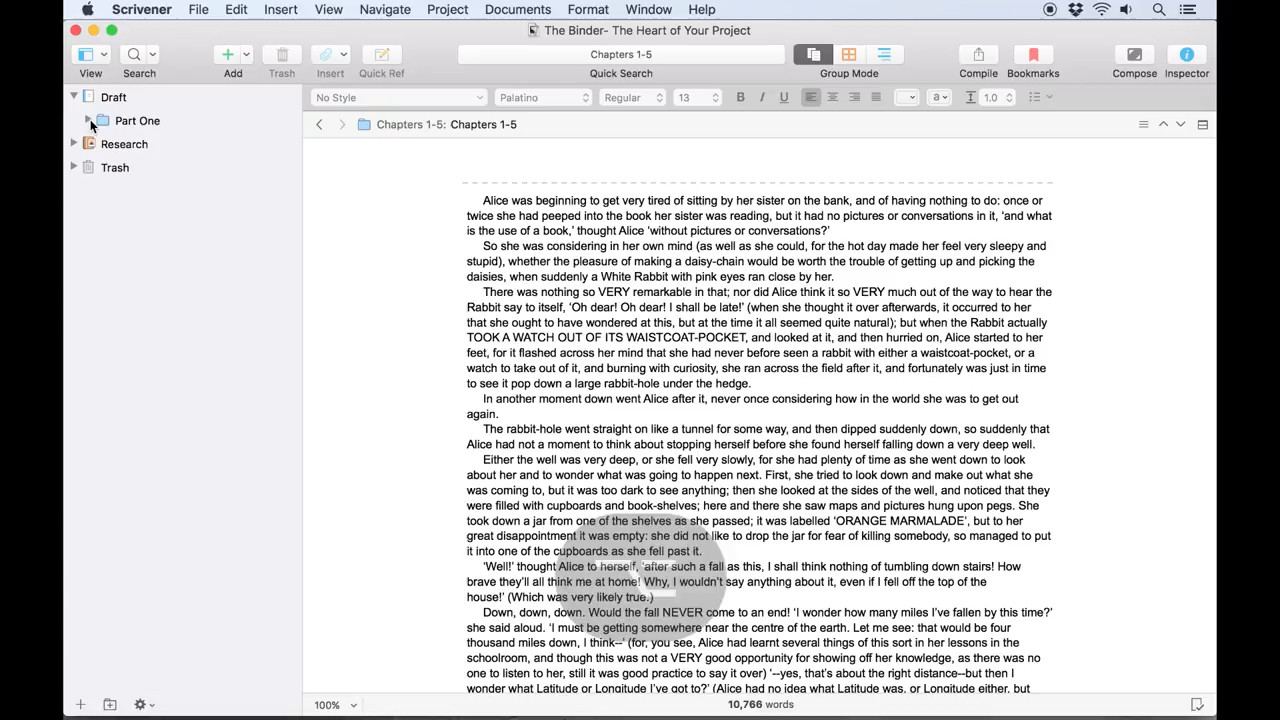 Scrivener File Edit Insert View Navigate Project Documents Format Window Help
The Binder- The Heart of Your Project
Chapters 1-5
View Search Add Trash Insert Quick Ref Quick Search Group Mode Compile Bookmarks Compose Inspector
No Style Palatino Regular 13 B I U a 1.0
Draft
Part One
Research
Trash
Chapters 1-5: Chapters 1-5
Alice was beginning to get very tired of sitting by her sister on the bank, and of having nothing to do: once or
twice she had peeped into the book her sister was reading, but it had no pictures or conversations in it, ‘and what
is the use of a book,’ thought Alice ‘without pictures or conversations?’
So she was considering in her own mind (as well as she could, for the hot day made her feel very sleepy and
stupid), whether the pleasure of making a daisy-chain would be worth the trouble of getting up and picking the
daisies, when suddenly a White Rabbit with pink eyes ran close by her.
There was nothing so VERY remarkable in that; nor did Alice think it so VERY much out of the way to hear the
Rabbit say to itself, ‘Oh dear! Oh dear! I shall be late!’ (when she thought it over afterwards, it occurred to her
that she ought to have wondered at this, but at the time it all seemed quite natural); but when the Rabbit actually
TOOK A WATCH OUT OF ITS WAISTCOAT-POCKET, and looked at it, and then hurried on, Alice started to her
feet, for it flashed across her mind that she had never before seen a rabbit with either a waistcoat-pocket, or a
watch to take out of it, and burning with curiosity, she ran across the field after it, and fortunately was just in time
to see it pop down a large rabbit-hole under the hedge.
In another moment down went Alice after it, never once considering how in the world she was to get out
again.
The rabbit-hole went straight on like a tunnel for some way, and then dipped suddenly down, so suddenly that
Alice had not a moment to think about stopping herself before she found herself falling down a very deep well.
Either the well was very deep, or she fell very slowly, for she had plenty of time as she went down to look
about her and to wonder what was going to happen next. First, she tried to look down and make out what she
was coming to, but it was too dark to see anything; then she looked at the sides of the well, and noticed that they
were filled with cupboards and book-shelves; here and there she saw maps and pictures hung upon pegs. She
took down a jar from one of the shelves as she passed; it was labelled ‘ORANGE MARMALADE’, but to her
great disappointment it was empty: she did not like to drop the jar for fear of killing somebody, so managed to put
it into one of the cupboards as she fell past it.
‘Well!’ thought Alice to herself, ‘after such a fall as this, I shall think nothing of tumbling down stairs! How
brave they’ll all think me at home! Why, I wouldn’t say anything about it, even if I fell off the top of the
house!’ (Which was very likely true.)
Down, down, down. Would the fall NEVER come to an end! ‘I wonder how many miles I’ve fallen by this time?’
she said aloud. ‘I must be getting somewhere near the centre of the earth. Let me see: that would be four
thousand miles down, I think--’ (for, you see, Alice had learnt several things of this sort in her lessons in the
schoolroom, and though this was not a VERY good opportunity for showing off her knowledge, as there was no
one to listen to her, still it was good practice to say it over) ‘--yes, that’s about the right distance--but then I
wonder what Latitude or Longitude I’ve got to?’ (Alice had no idea what Latitude was, or Longitude either, but
100% 10,766 words